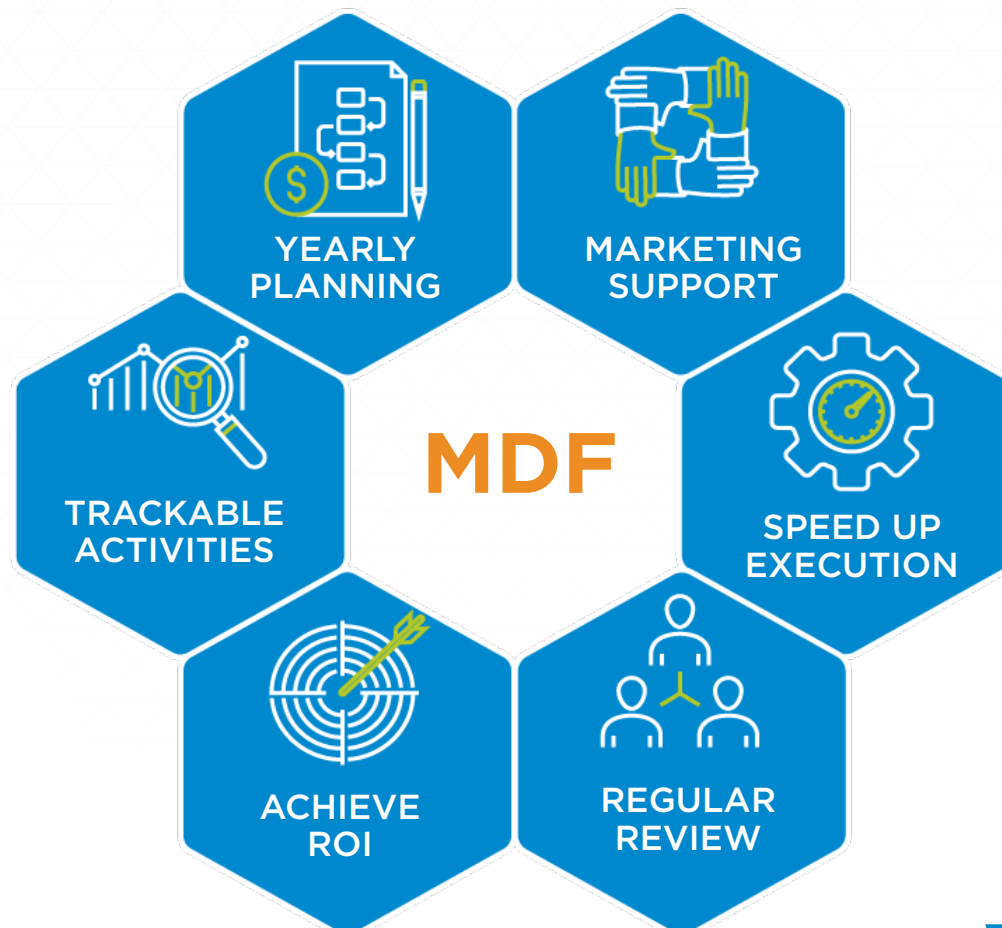 $
YEARLY
PLANNING
MARKETING
SUPPORT
TRACKABLE
ACTIVITIES
MDF
SPEED UP
EXECUTION
ACHIEVE
ROI
REGULAR
REVIEW